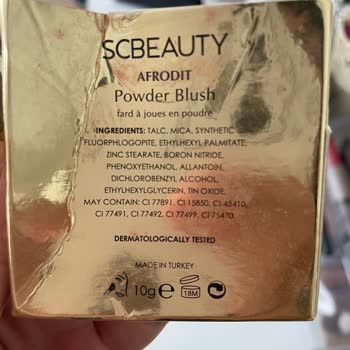 SCBEAUTY
AFRODIT
Powder Blush
fard à joues en poudre
INGREDIENTS: TALC, MICA, SYNTHETIC
FLUORPHLOGOPITE, ETHYLHEXYL PALMITATE,
ZINC STEARATE, BORON NITRIDE,
PHENOXYETHANOL, ALLANTOIN,
DICHLOROBENZYL ALCOHOL,
ETHYLHEXYLGLYCERIN, TIN OXIDE.
MAY CONTAIN: CI 77891, CI 15850, CI 45410,
CI 77491, CI 77492, CI 77499, CI 75470.
DERMATOLOGICALLY TESTED
MADE IN TURKEY
10g e 18M